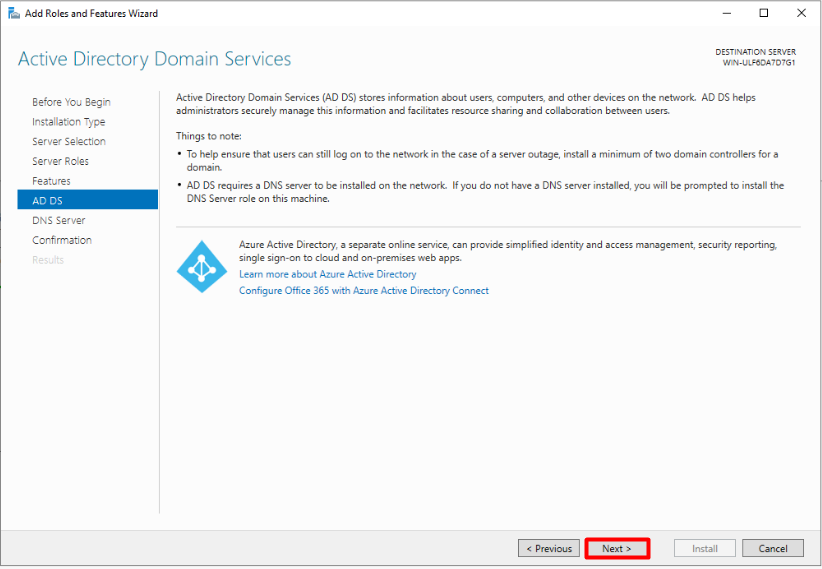 Add Roles and Features Wizard
Active Directory Domain Services
DESTINATION SERVER
WIN-ULF6DA7D7G1
Before You Begin
Installation Type
Server Selection
Server Roles
Features
AD DS
DNS Server
Confirmation
Results
Active Directory Domain Services (AD DS) stores information about users, computers, and other devices on the network. AD DS helps
administrators securely manage this information and facilitates resource sharing and collaboration between users.
Things to note:
• To help ensure that users can still log on to the network in the case of a server outage, install a minimum of two domain controllers for a
domain.
• AD DS requires a DNS server to be installed on the network. If you do not have a DNS server installed, you will be prompted to install the
DNS Server role on this machine.
Azure Active Directory, a separate online service, can provide simplified identity and access management, security reporting,
single sign-on to cloud and on-premises web apps.
Learn more about Azure Active Directory
Configure Office 365 with Azure Active Directory Connect
< Previous
Next >
Install
Cancel